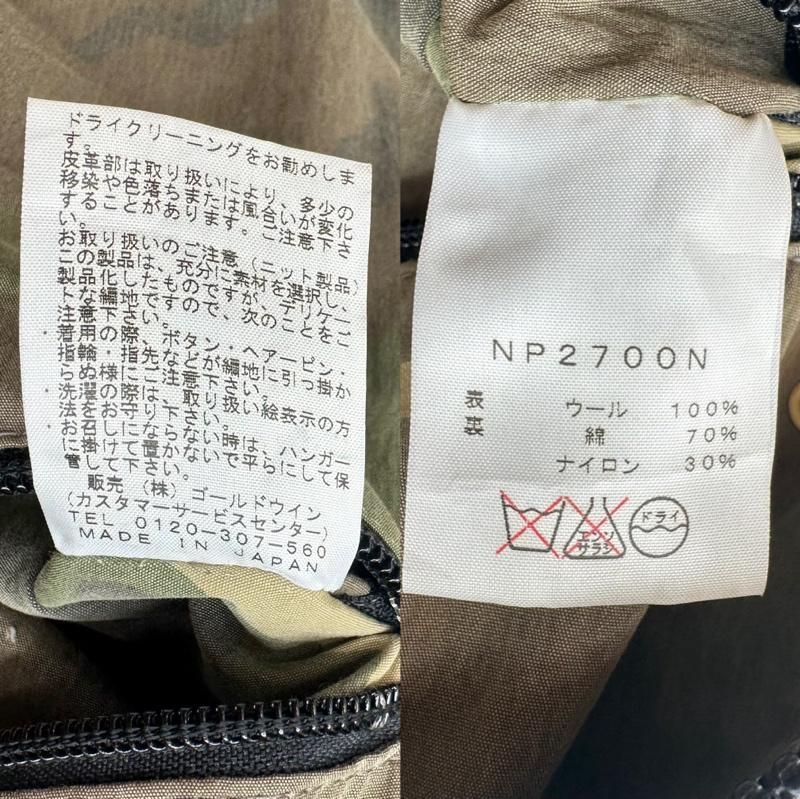 ドライクリーニングをお勧めしま
す。
皮革部は取り扱いにより、多少の
移染や色落ちまたは風合いが変化
することがあります。ご注意下さ
い。
お取り扱いのご注意（ニット製品）
この製品は、充分に素材を選択し、
製品化したものですが、デリケー
トな編地ですので、次のことをご
注意下さい。
・着用の際、ボタン・ヘアーピン・
指輪・指先などが編地に引っ掛か
らぬ様にご注意下さい。
・洗濯の際は、取り扱い絵表示の方
法をお守り下さい。
・お召しにならない時は、ハンガー
に掛けて置かないで平らにして保
管して下さい。
販売 （株）ゴールドウイン
(カスタマーサービスセンター)
TEL 0120-307-560
MADE IN JAPAN
NP2700N
表 ウール 100%
裏 綿 70%
ナイロン 30%
エンソ
サラシ
ドライ